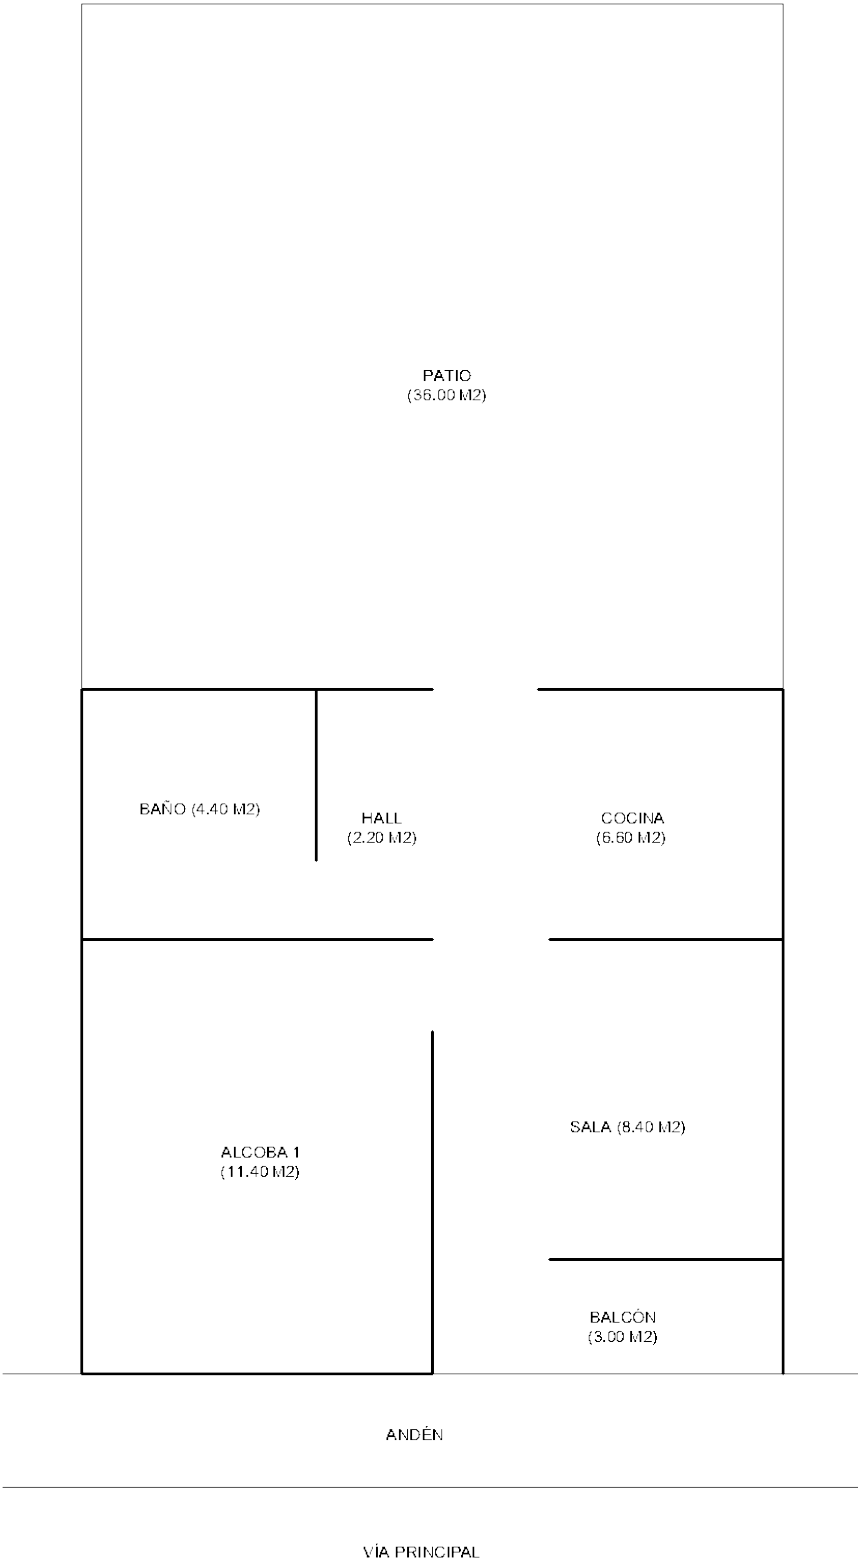 PATIO
(36.00 M2)
BAÑO (4.40 M2)
HALL
(2.20 M2)
COCINA
(6.60 M2)
ALCOBA 1
(11.40 M2)
SALA (8.40 M2)
BALCÓN
(3.00 M2)
ANDÉN
VÍA PRINCIPAL